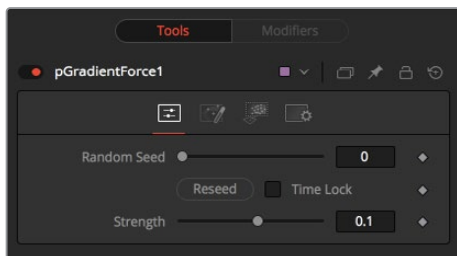 Tools Modifiers
pGradientForce1
Random Seed 0
Reseed Time Lock
Strength 0.1